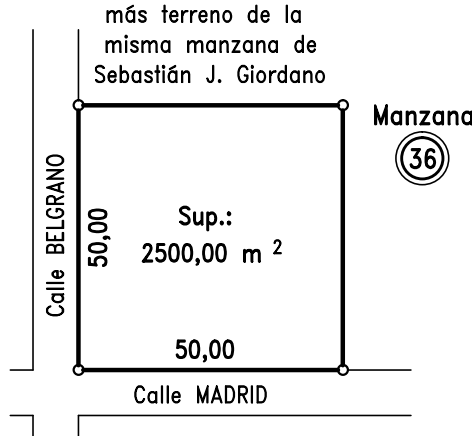 más terreno de la
misma manzana de
Sebastián J. Giordano
Manzana
36
Calle BELGRANO
50,00
Sup.:
2500,00 m 2
50,00
Calle MADRID